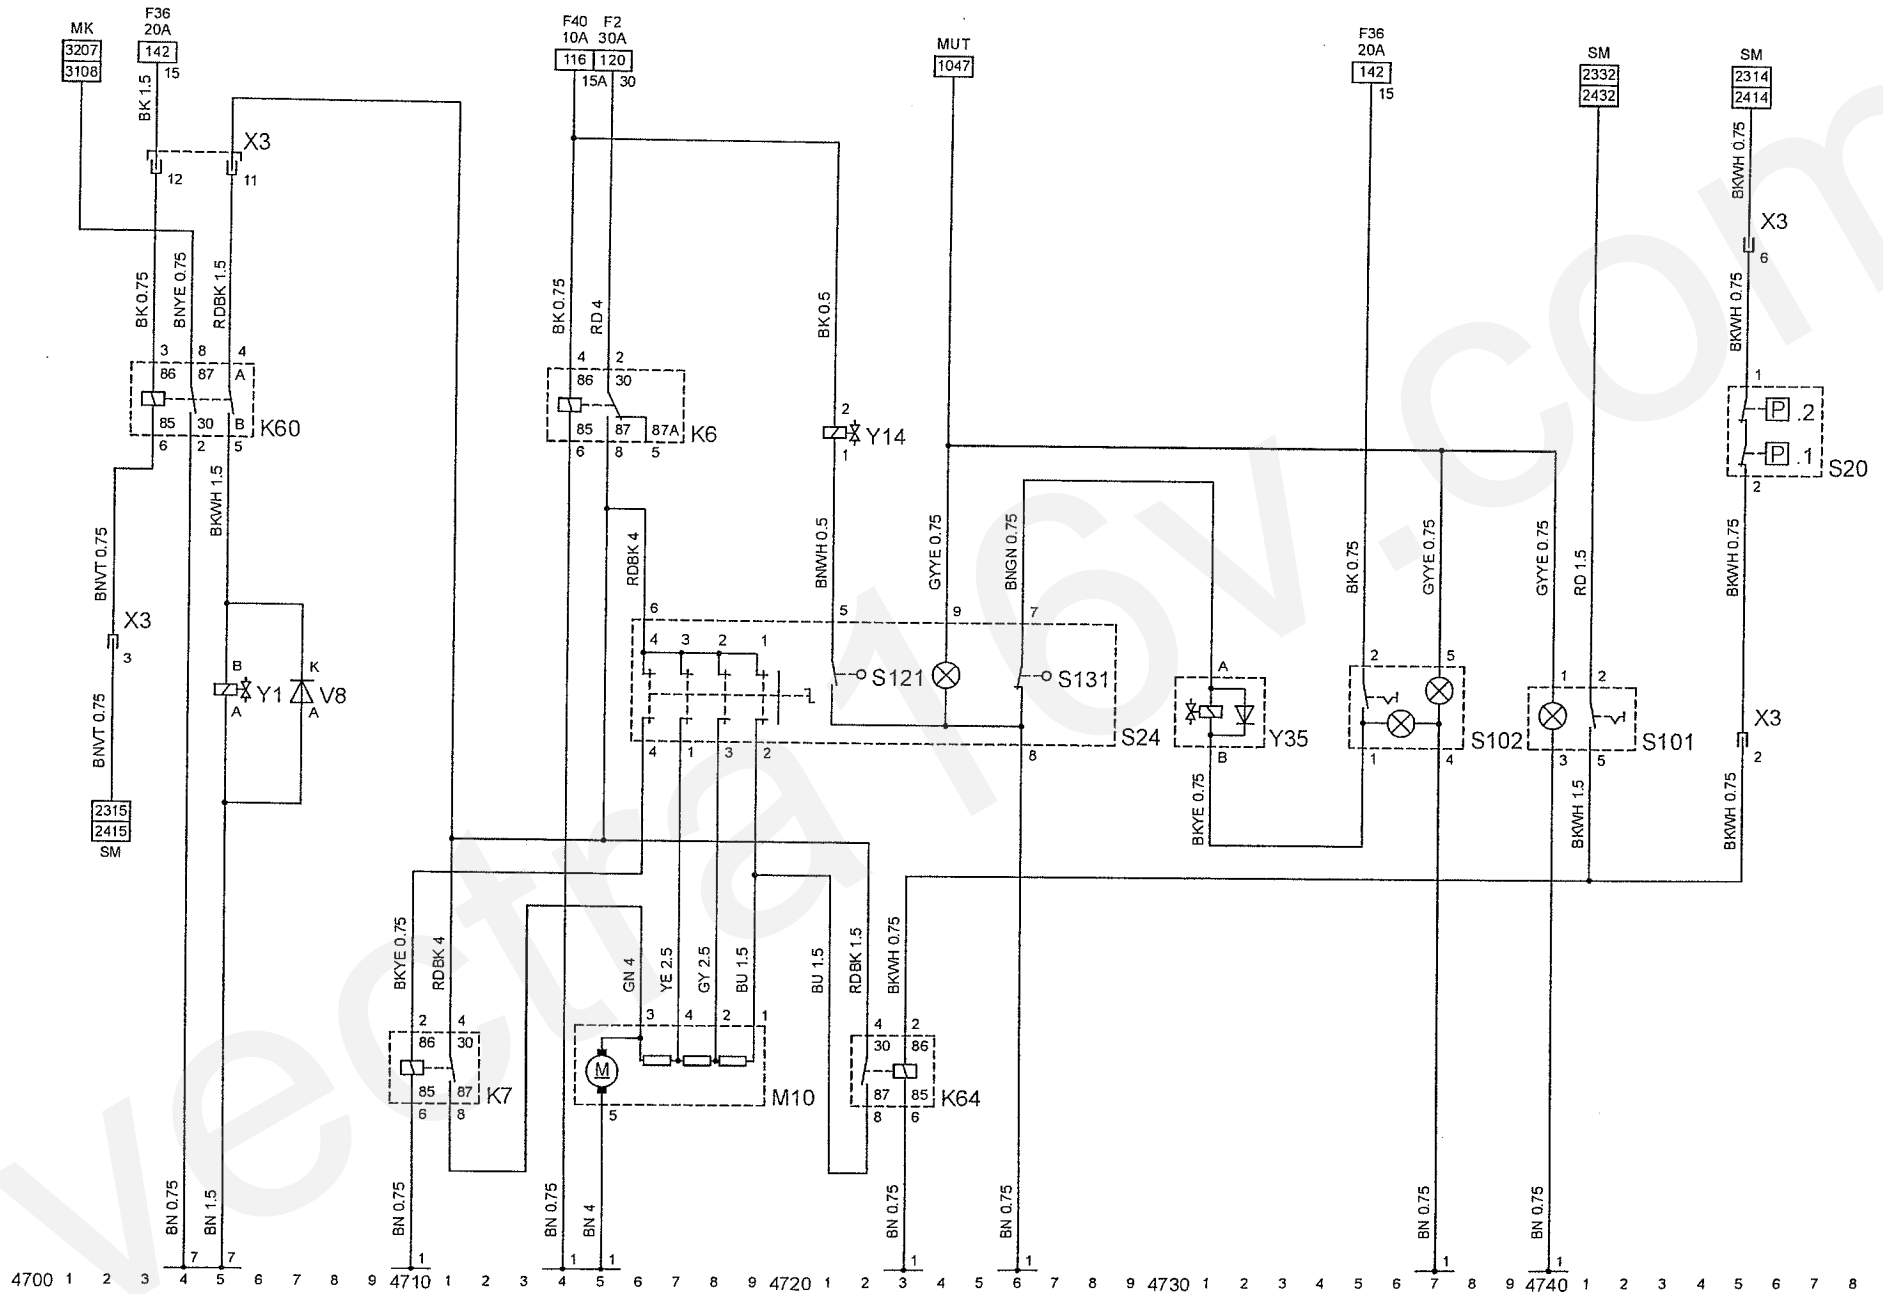 MK
3207
3108
F36
20A
142
15
BK 1.5
F40 F2
10A 30A
116 120
15A 30
MUT
1047
F36
20A
142
15
SM
2332
2432
SM
2314
2414
BKWH 0.75
X3
12 11
X3
6
BK 0.75
BNYE 0.75
RDBK 1.5
BK 0.75
RD 4
BK 0.5
BKWH 0.75
3 8 4
86 87 A
85 30 B
K60
6 2 5
4 2
86 30
85 87 87A
K6
6 8 5
2
Y14
1
1
P .2
P .1
S20
2
BNVT 0.75
BKWH 1.5
RDBK 4
BNWH 0.5
GYYE 0.75
BNGN 0.75
BK 0.75
GYYE 0.75
GYYE 0.75
RD 1.5
BKWH 0.75
X3
3
BNVT 0.75
B K
Y1 V8
A A
6 5 9 7
4 3 2 1
S121
S131
4 1 3 2 8
S24
A
Y35
B
2 5
S102
1 4
1 2
S101
3 5
X3
2
2315
2415
SM
BKYE 0.75
BKWH 1.5
BKWH 0.75
BKYE 0.75
RDBK 4
GN 4
YE 2.5
GY 2.5
BU 1.5
BU 1.5
RDBK 1.5
BKWH 0.75
2 4
86 30
85 87
K7
6 8
3 4 2 1
M
M10
5
4 2
30 86
87 85
K64
8 6
BN 0.75
BN 1.5
BN 0.75
BN 0.75
BN 4
BN 0.75
BN 0.75
BN 0.75
BN 0.75
7 7 1 1 1 1 1 1 1
4700 1 2 3 4 5 6 7 8 9 4710 1 2 3 4 5 6 7 8 9 4720 1 2 3 4 5 6 7 8 9 4730 1 2 3 4 5 6 7 8 9 4740 1 2 3 4 5 6 7 8
vectra16v.com